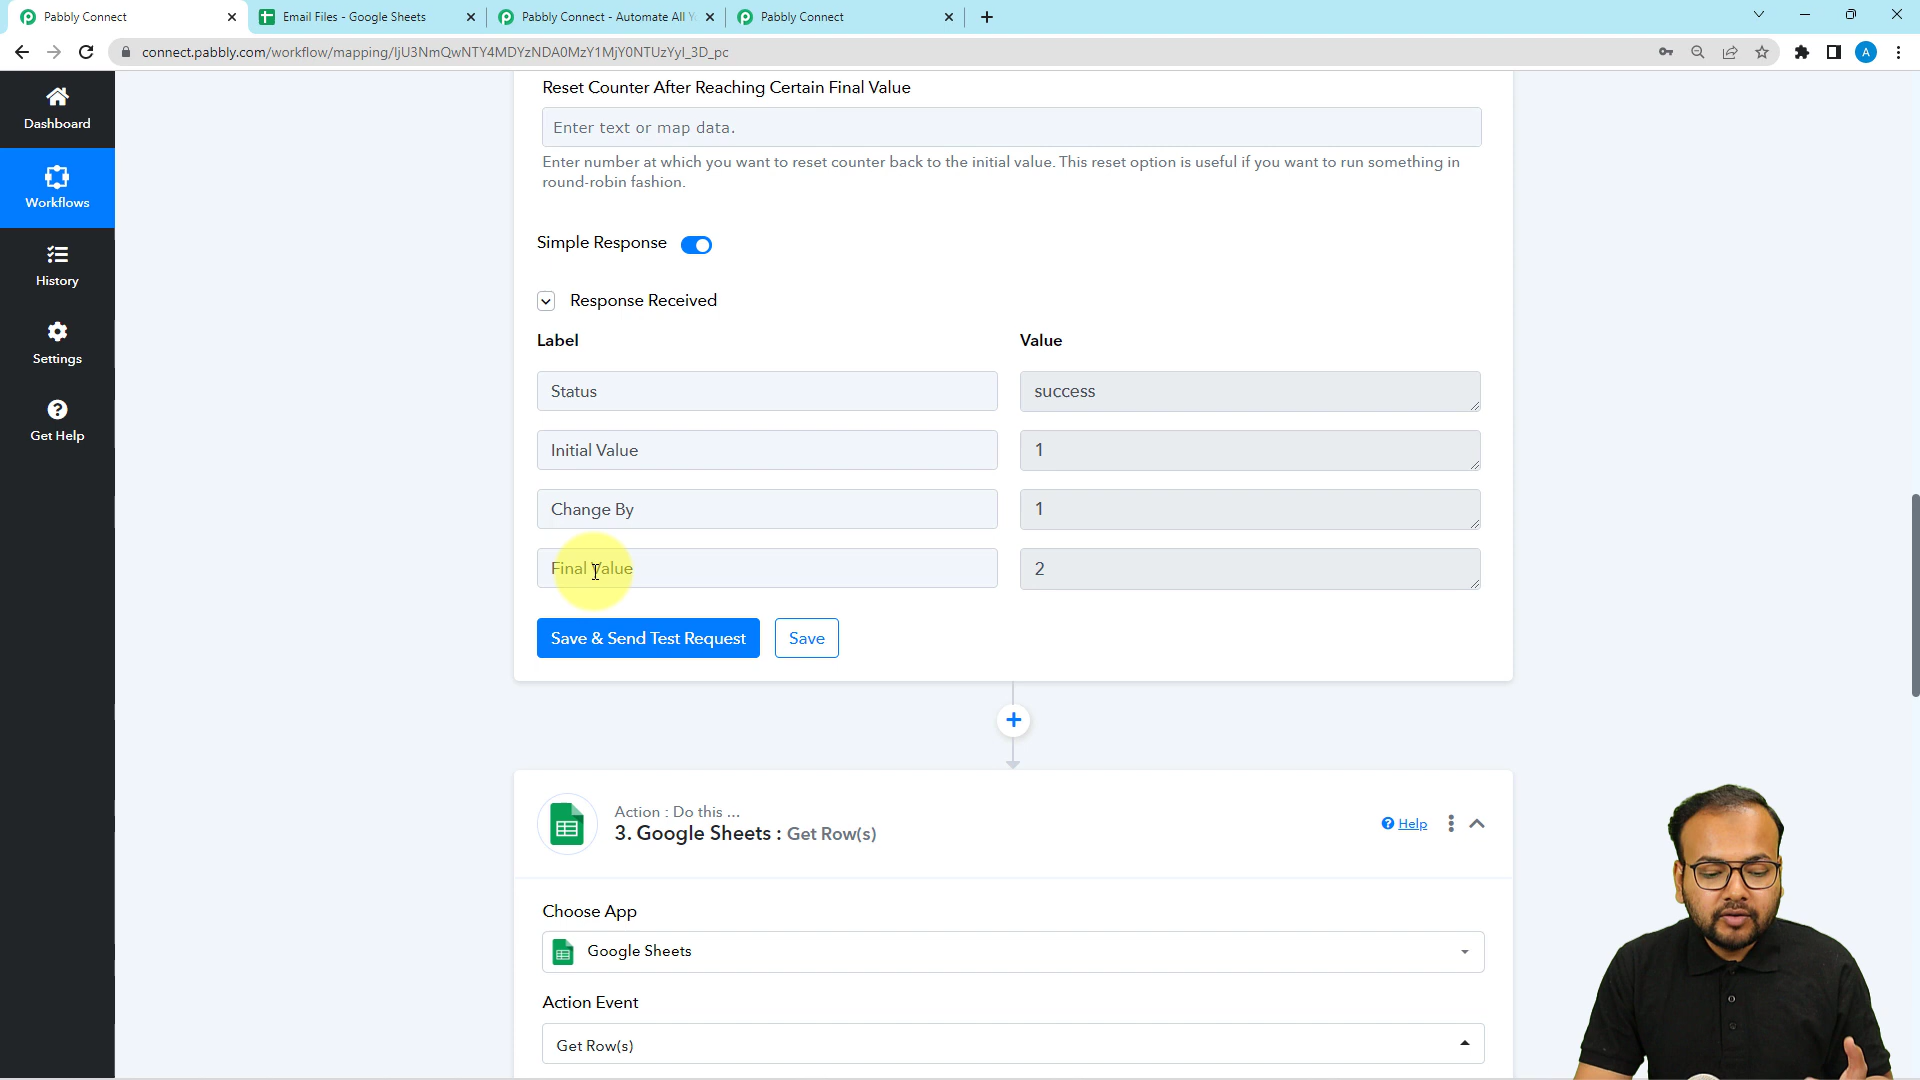 Pabbly Connect
Email Files - Google Sheets
Pabbly Connect - Automate All
Pabbly Connect
connect.pabbly.com/workflow/mapping/IjU3NmQwNTY4MDYzNDA0MzY1MjY0NTUzYyI_3D_pc
A
Dashboard
Workflows
History
Settings
Get Help
Reset Counter After Reaching Certain Final Value
Enter text or map data.
Enter number at which you want to reset counter back to the initial value. This reset option is useful if you want to run something in
round-robin fashion.
Simple Response
Response Received
Label Value
Status success
Initial Value 1
Change By 1
Final Value 2
Save & Send Test Request Save
Action : Do this ...
3. Google Sheets : Get Row(s)
Help
Choose App
Google Sheets
Action Event
Get Row(s)